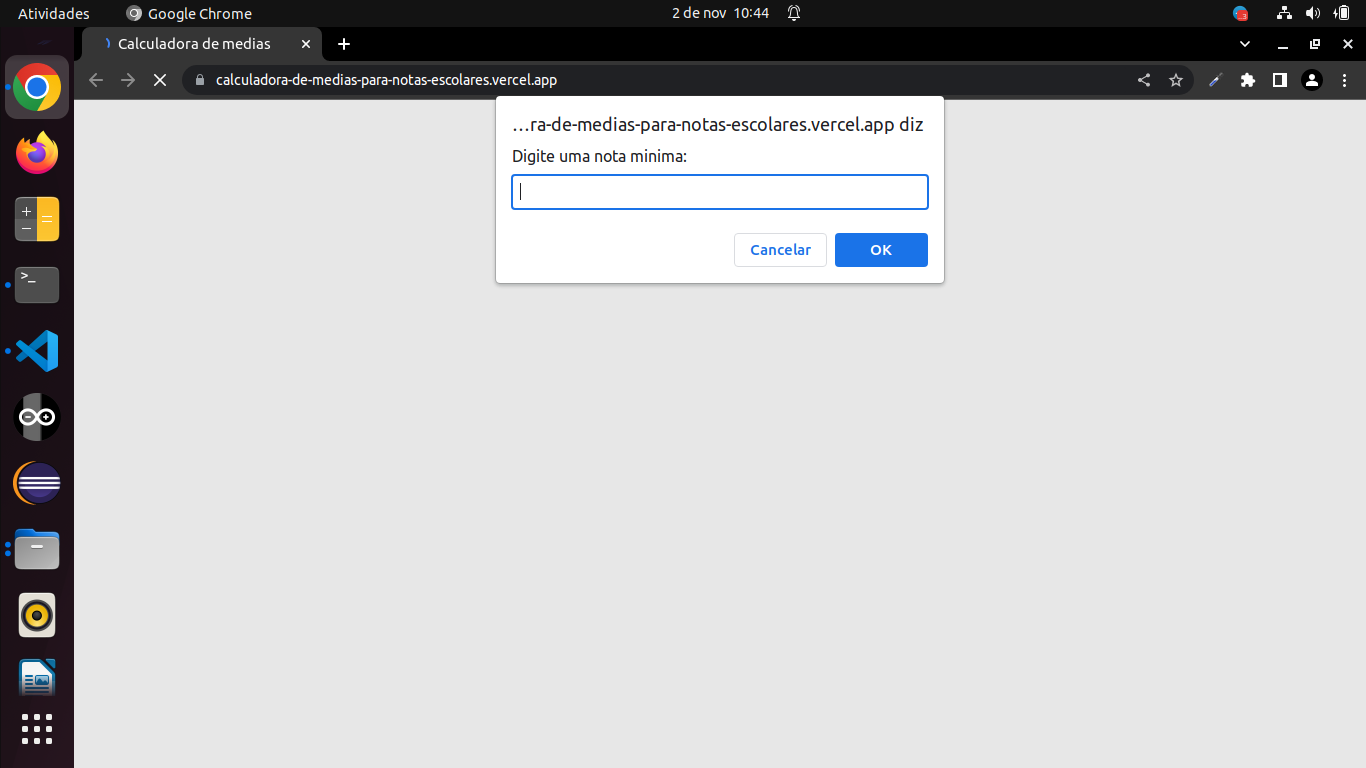 Atividades
Google Chrome
2 de nov 10:44
3
Calculadora de medias
calculadora-de-medias-para-notas-escolares.vercel.app
...ra-de-medias-para-notas-escolares.vercel.app diz
Digite uma nota minima:
Cancelar
OK